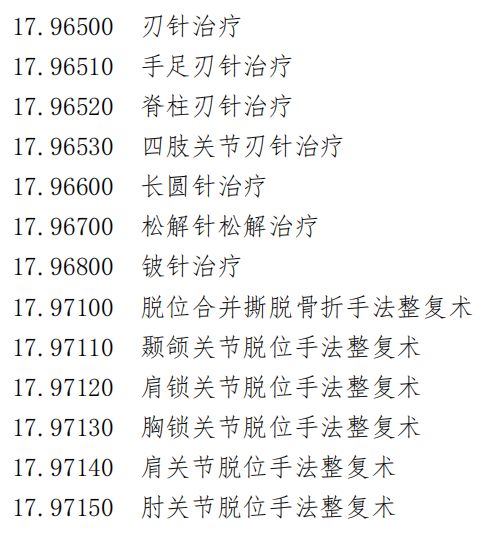 17.96500 刃针治疗
17.96510 手足刃针治疗
17.96520 脊柱刃针治疗
17.96530 四肢关节刃针治疗
17.96600 长圆针治疗
17.96700 松解针松解治疗
17.96800 铍针治疗
17.97100 脱位合并撕脱骨折手法整复术
17.97110 颞颌关节脱位手法整复术
17.97120 肩锁关节脱位手法整复术
17.97130 胸锁关节脱位手法整复术
17.97140 肩关节脱位手法整复术
17.97150 肘关节脱位手法整复术